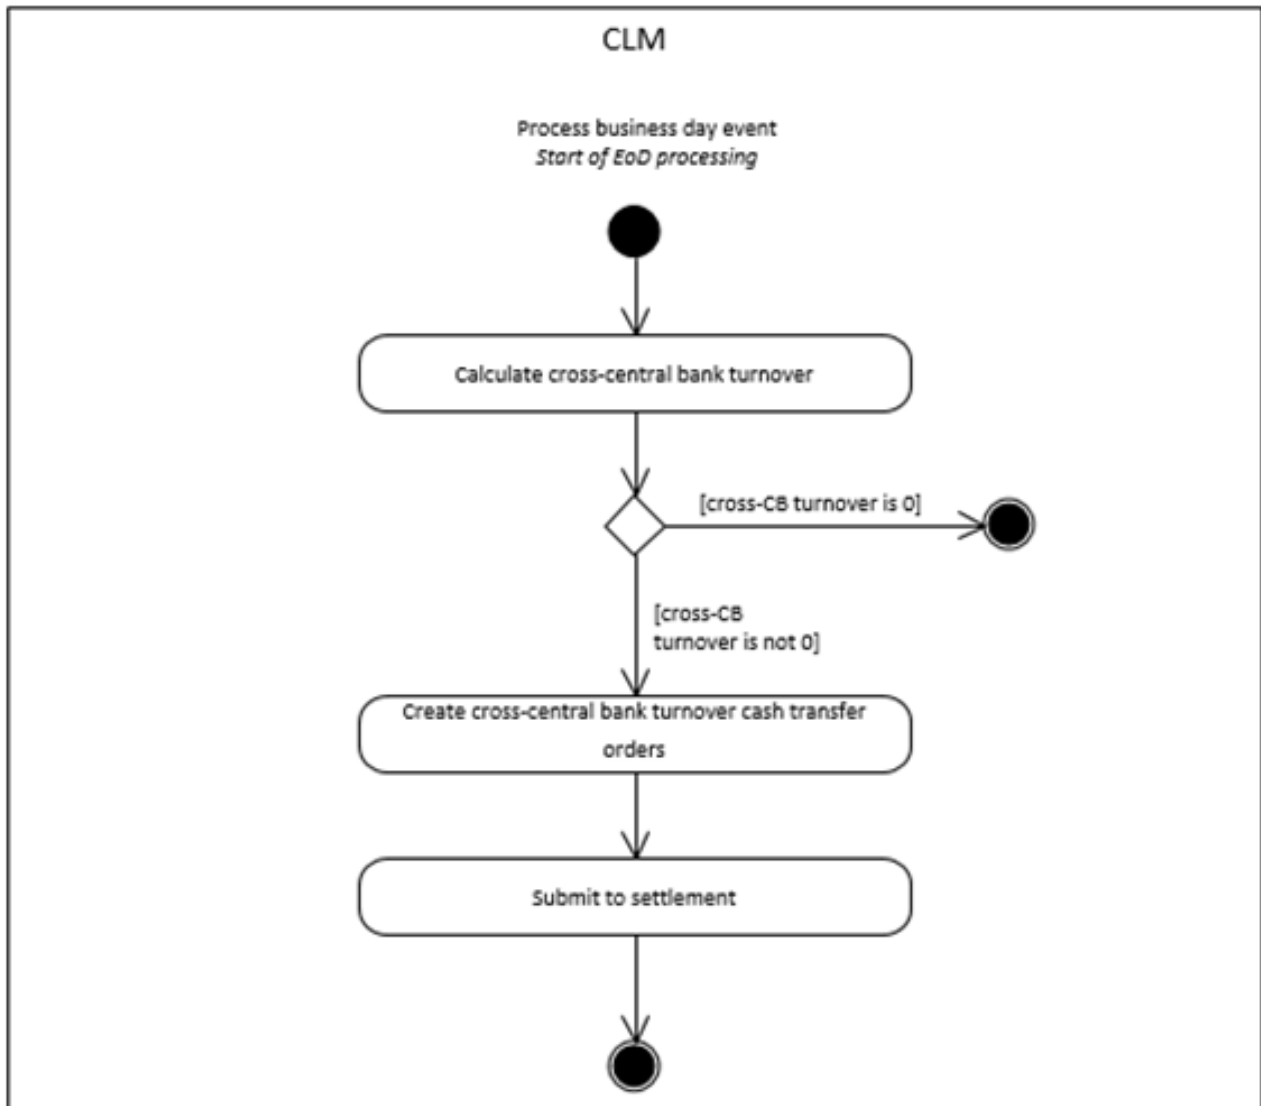 CLM
Process business day event
Start of EoD processing
Calculate cross-central bank turnover
[cross-CB turnover is 0]
[cross-CB
turnover is not 0]
Create cross-central bank turnover cash transfer
orders
Submit to settlement